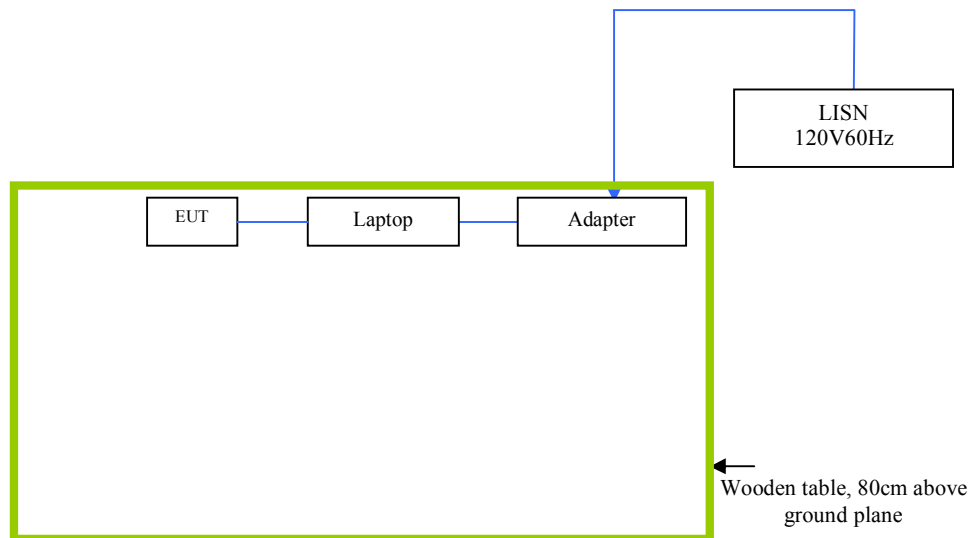 LISN
120V60Hz
EUT
Laptop
Adapter
Wooden table, 80cm above
ground plane